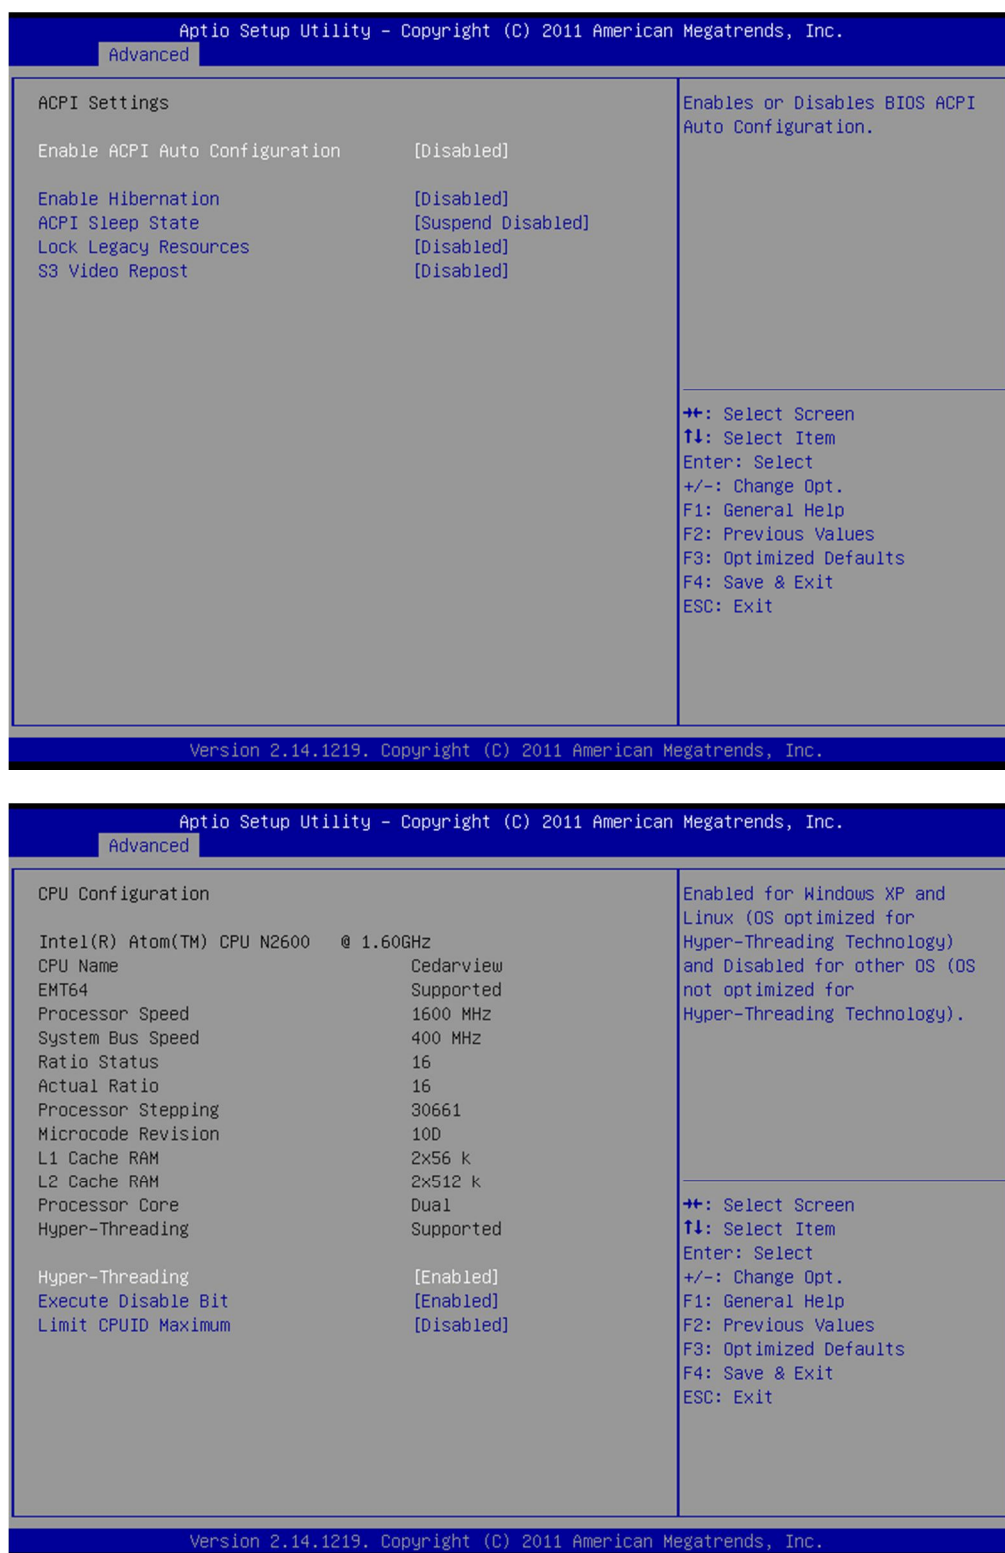 Aptio Setup Utility – Copyright (C) 2011 American Megatrends, Inc.
Advanced
ACPI Settings
Enable ACPI Auto Configuration [Disabled]
Enable Hibernation [Disabled]
ACPI Sleep State [Suspend Disabled]
Lock Legacy Resources [Disabled]
S3 Video Repost [Disabled]
Enables or Disables BIOS ACPI
Auto Configuration.
→←: Select Screen
↑↓: Select Item
Enter: Select
+/-: Change Opt.
F1: General Help
F2: Previous Values
F3: Optimized Defaults
F4: Save & Exit
ESC: Exit
Version 2.14.1219. Copyright (C) 2011 American Megatrends, Inc.
Aptio Setup Utility – Copyright (C) 2011 American Megatrends, Inc.
Advanced
CPU Configuration
Intel(R) Atom(TM) CPU N2600 @ 1.60GHz
CPU Name Cedarview
EMT64 Supported
Processor Speed 1600 MHz
System Bus Speed 400 MHz
Ratio Status 16
Actual Ratio 16
Processor Stepping 30661
Microcode Revision 10D
L1 Cache RAM 2x56 k
L2 Cache RAM 2x512 k
Processor Core Dual
Hyper-Threading Supported
Hyper-Threading [Enabled]
Execute Disable Bit [Enabled]
Limit CPUID Maximum [Disabled]
Enabled for Windows XP and
Linux (OS optimized for
Hyper-Threading Technology)
and Disabled for other OS (OS
not optimized for
Hyper-Threading Technology).
→←: Select Screen
↑↓: Select Item
Enter: Select
+/-: Change Opt.
F1: General Help
F2: Previous Values
F3: Optimized Defaults
F4: Save & Exit
ESC: Exit
Version 2.14.1219. Copyright (C) 2011 American Megatrends, Inc.